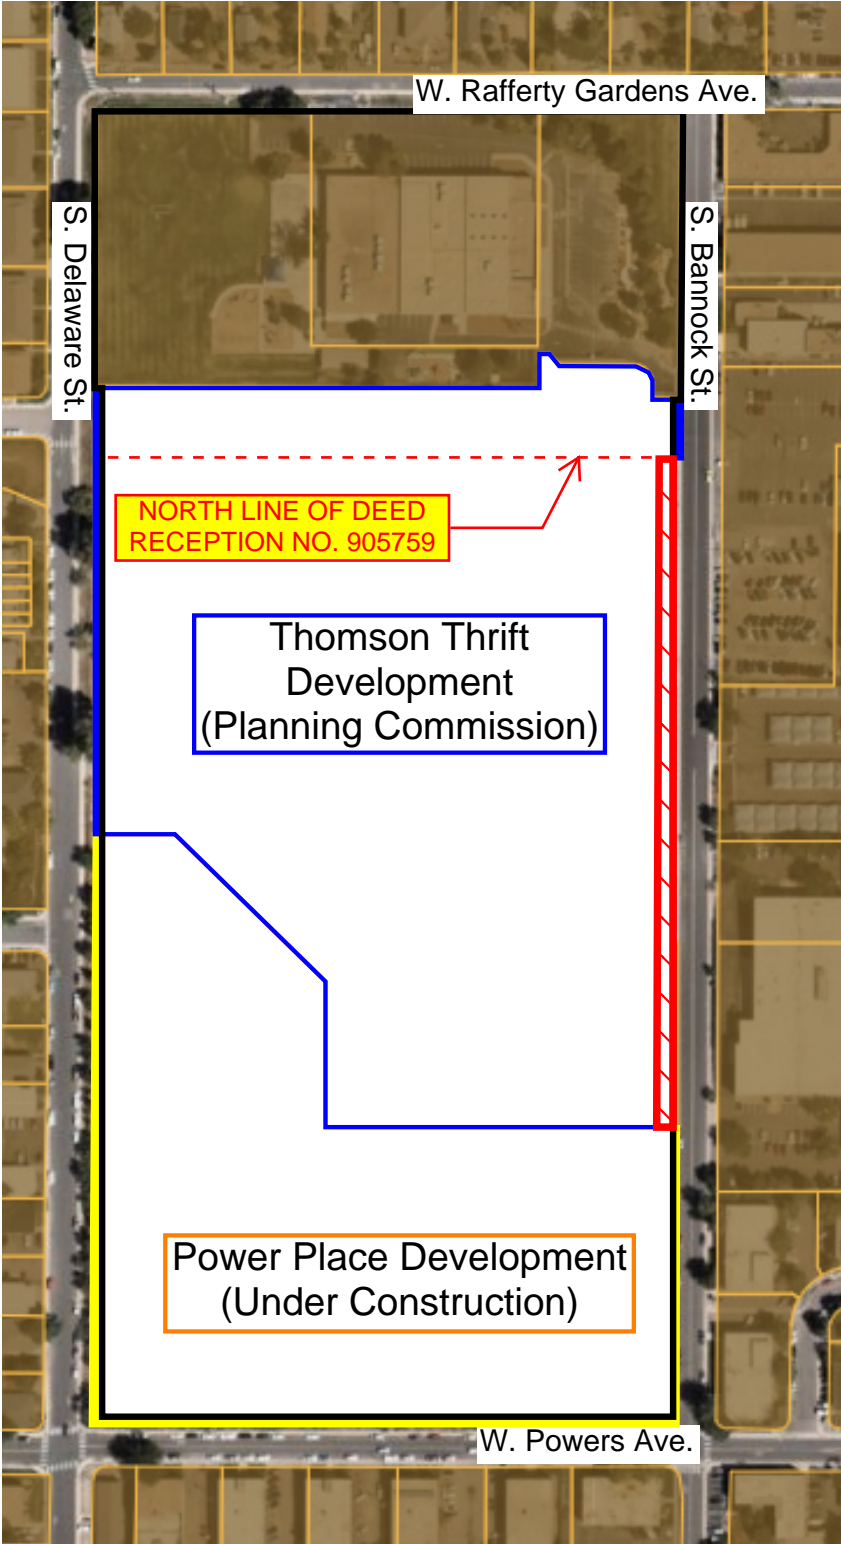 W. Rafferty Gardens Ave.
S. Delaware St.
S. Bannock St.
NORTH LINE OF DEED
RECEPTION NO. 905759
Thomson Thrift
Development
(Planning Commission)
Power Place Development
(Under Construction)
W. Powers Ave.